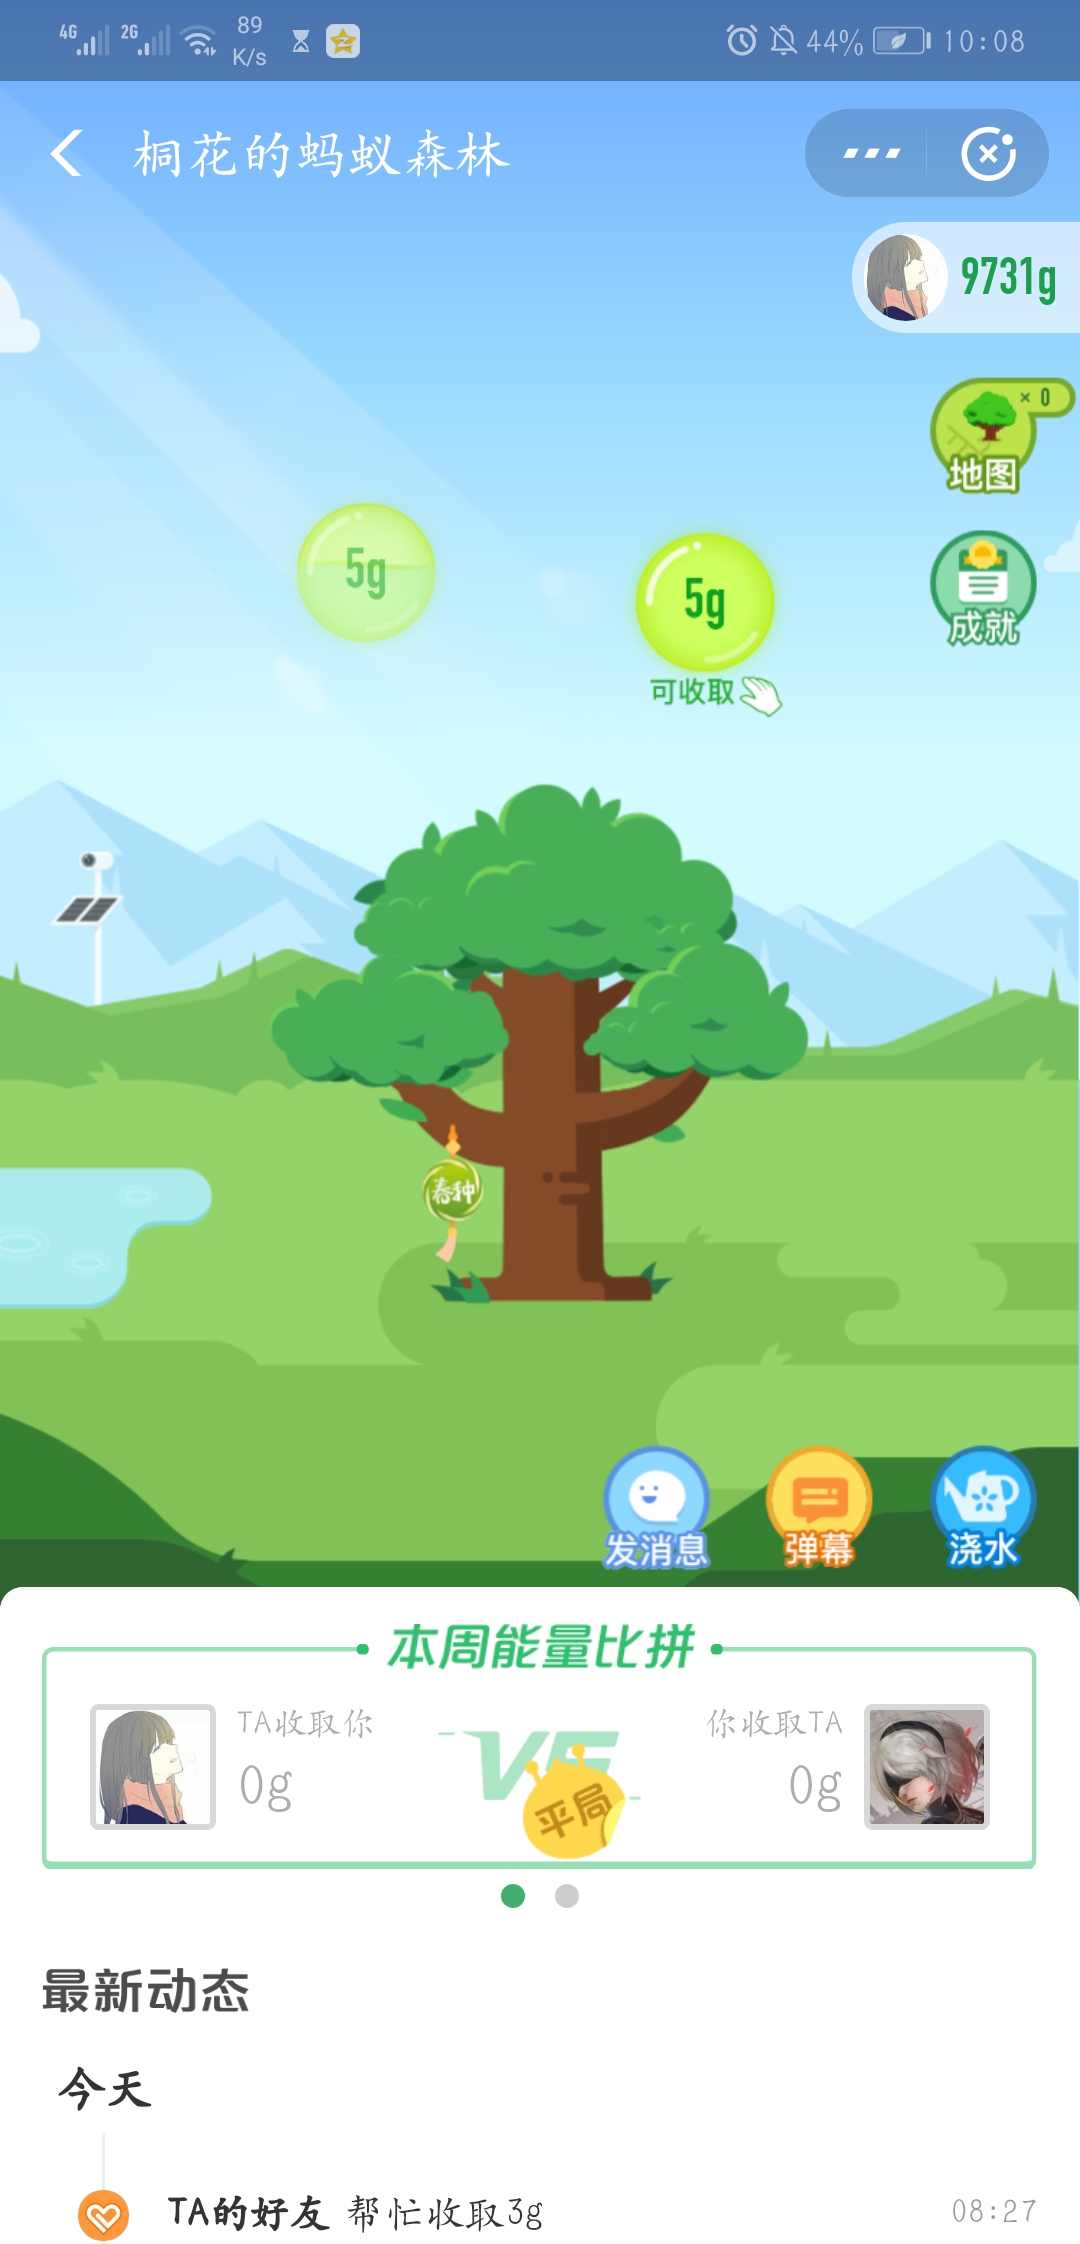 4G 2G 89 K/s 44% 10:08
桐花的蚂蚁森林
9731g
× 0
地图
5g
5g
可收取
成就
春种
发消息
弹幕
浇水
本周能量比拼
TA收取你
你收取TA
0g
VS
0g
平局
最新动态
今天
TA的好友 帮忙收取3g 08:27